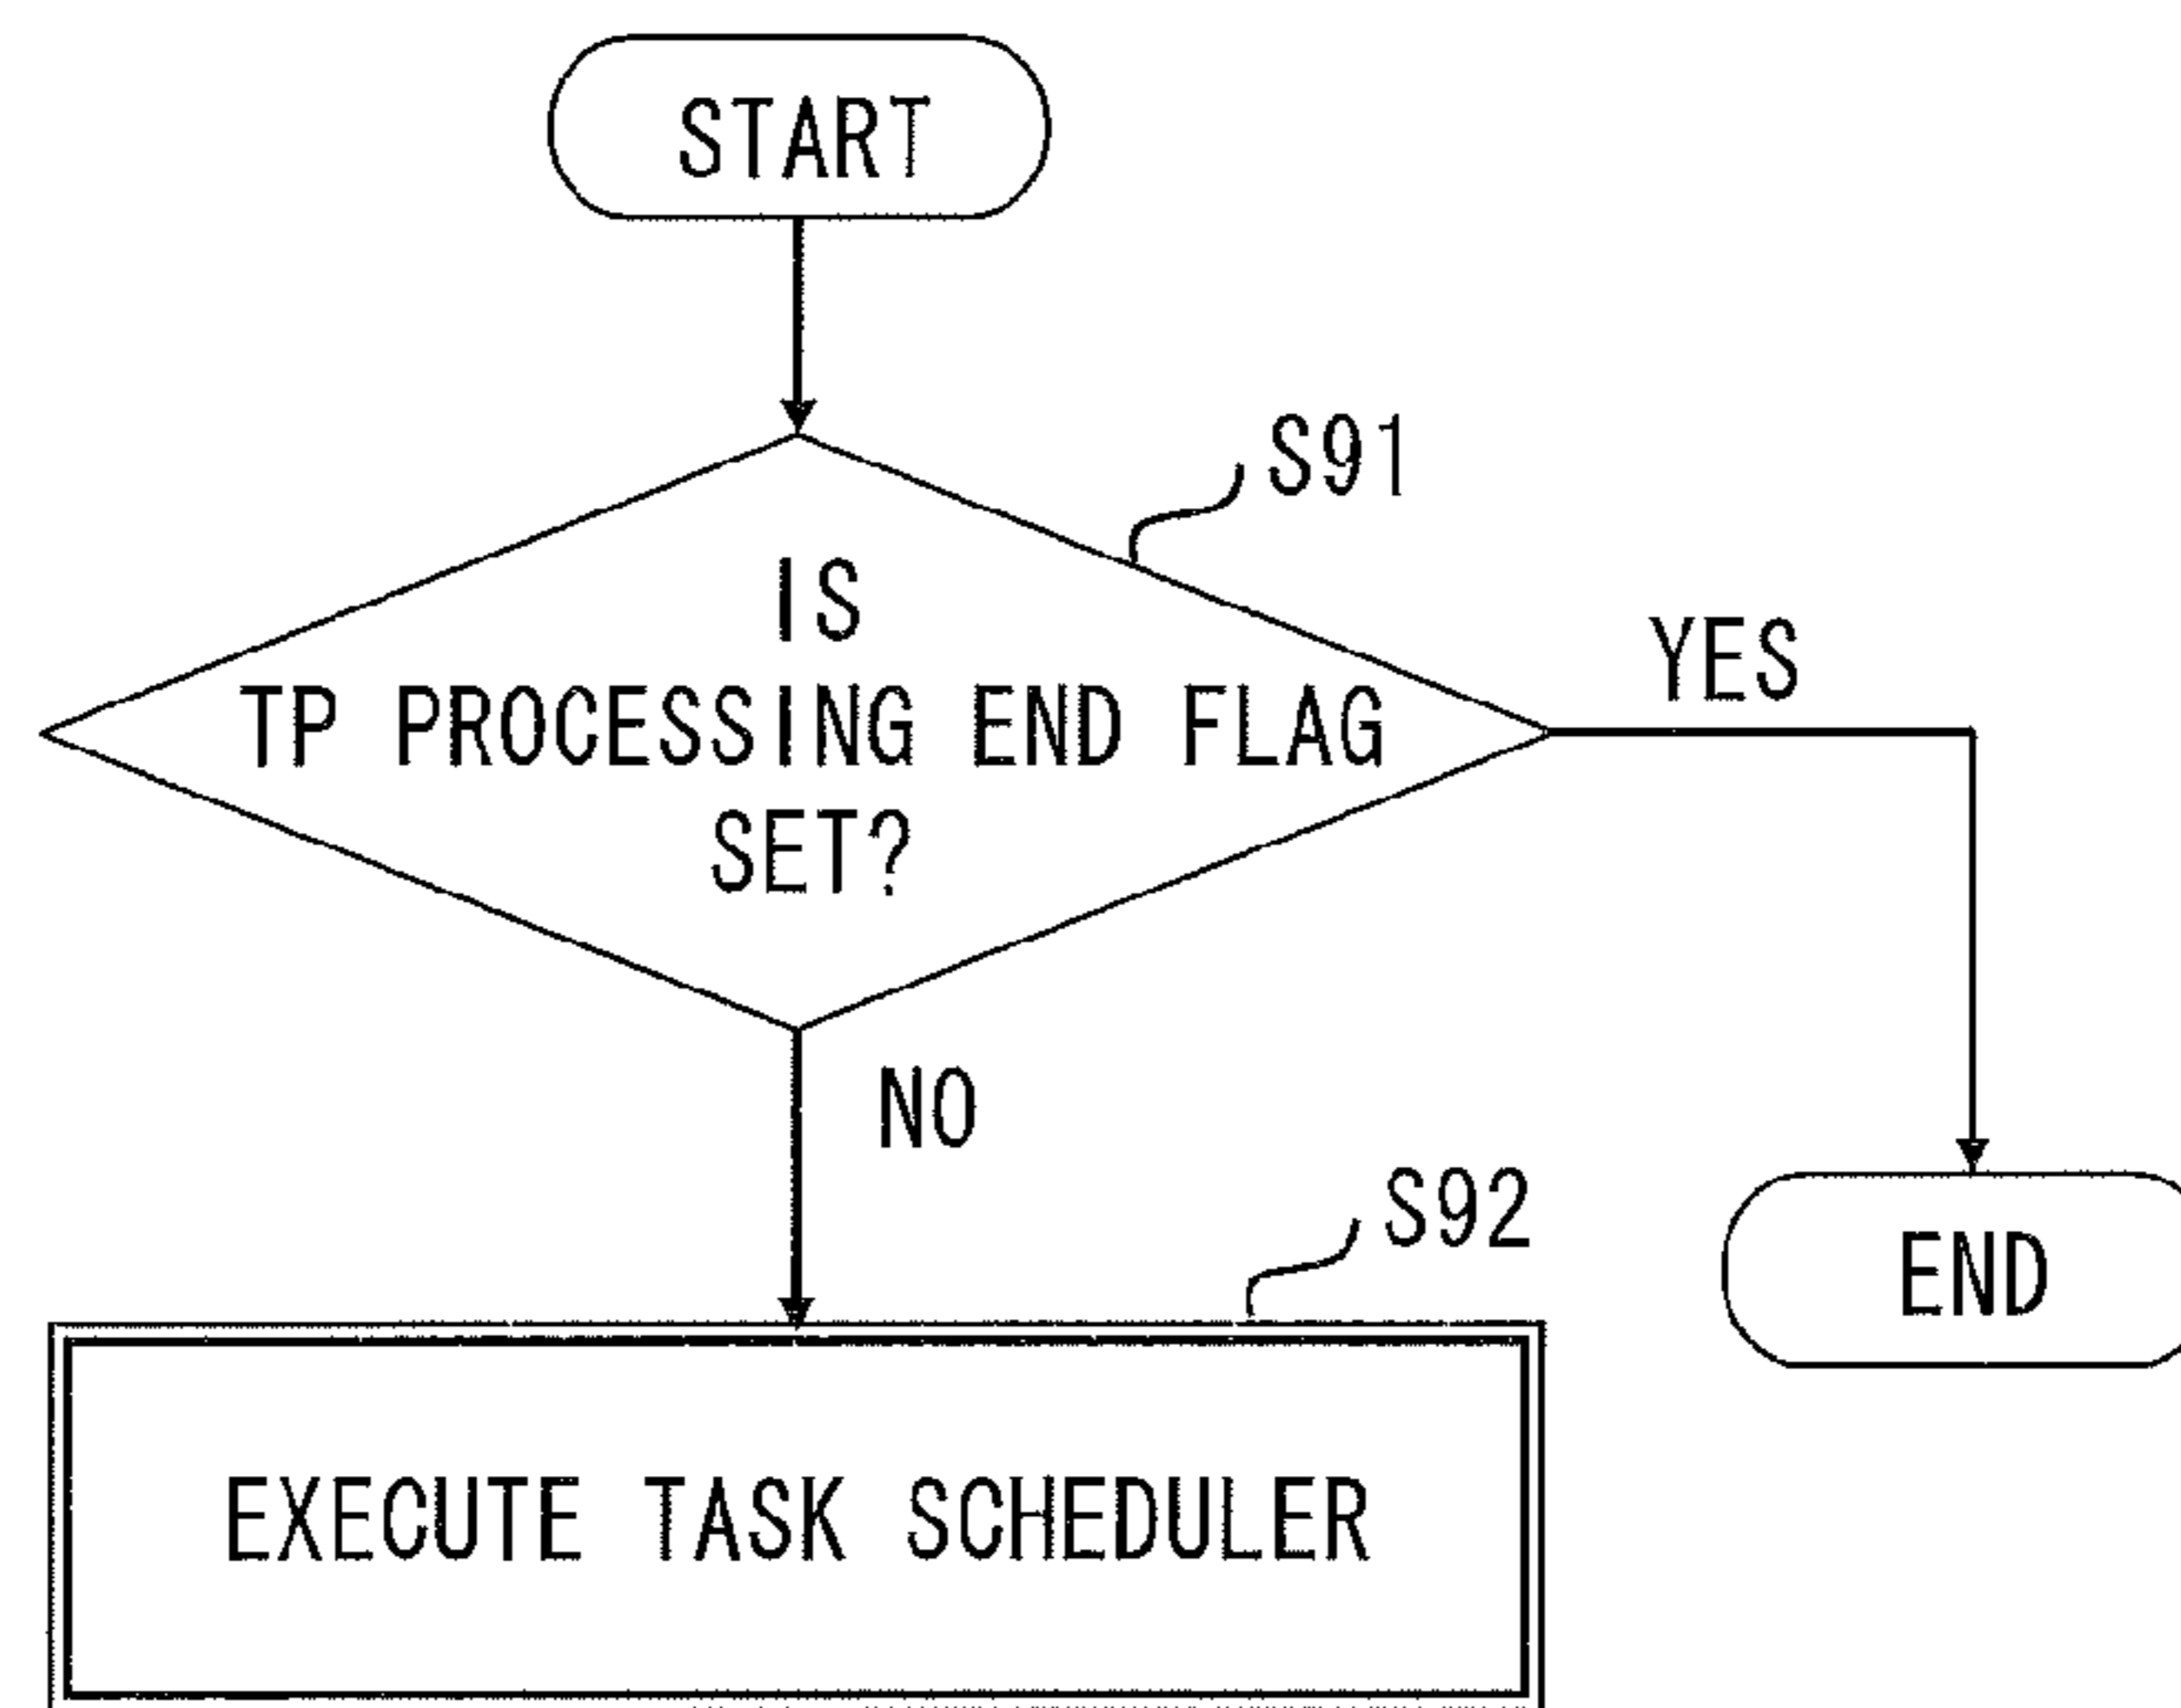 START
S91
IS
TP PROCESSING END FLAG
SET?
YES
NO
S92
END
EXECUTE TASK SCHEDULER